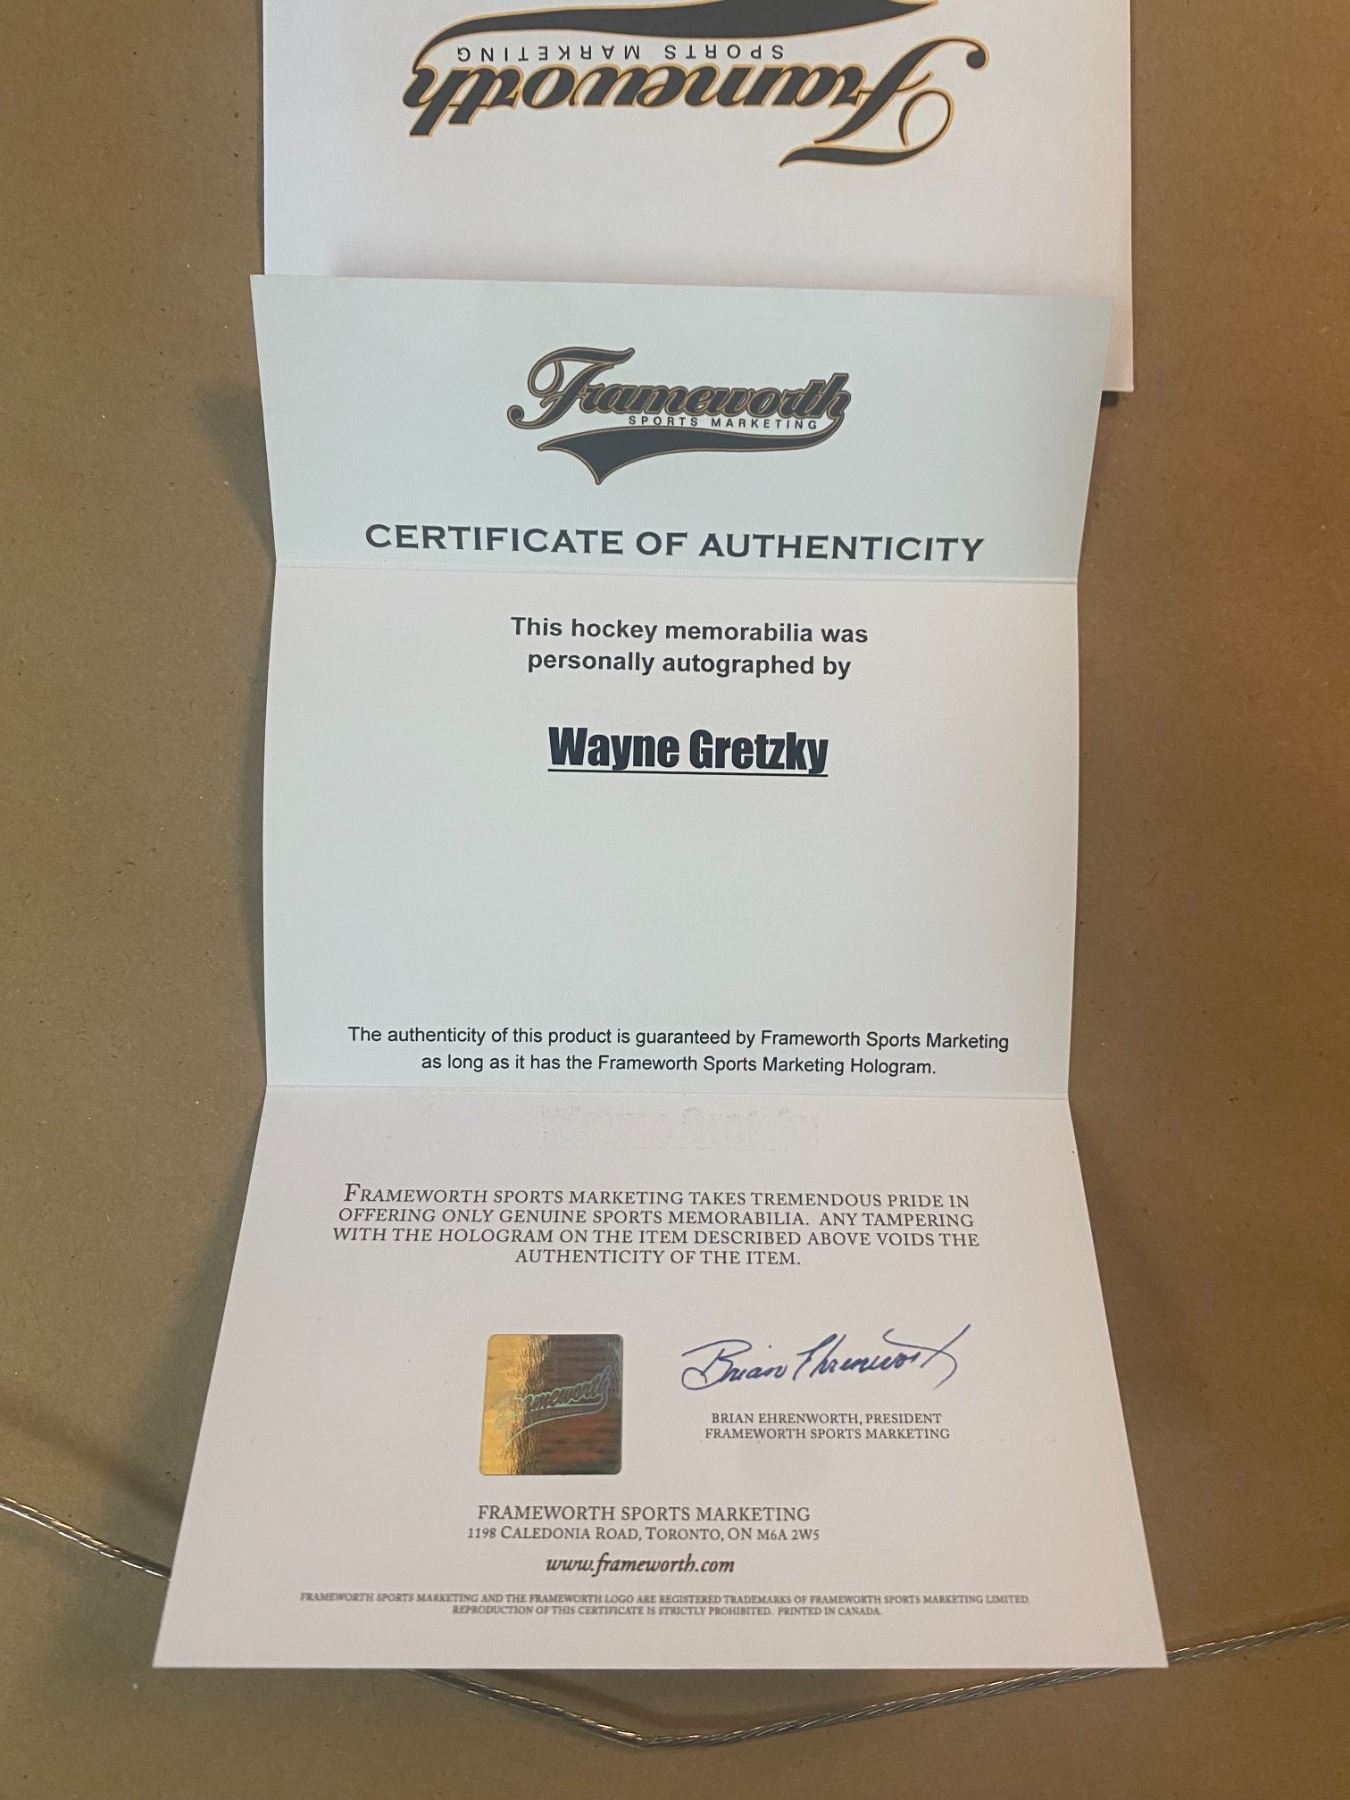 Frameworth
SPORTS MARKETING
Frameworth
SPORTS MARKETING
CERTIFICATE OF AUTHENTICITY
This hockey memorabilia was
personally autographed by
Wayne Gretzky
The authenticity of this product is guaranteed by Frameworth Sports Marketing
as long as it has the Frameworth Sports Marketing Hologram.
FRAMEWORTH SPORTS MARKETING TAKES TREMENDOUS PRIDE IN
OFFERING ONLY GENUINE SPORTS MEMORABILIA. ANY TAMPERING
WITH THE HOLOGRAM ON THE ITEM DESCRIBED ABOVE VOIDS THE
AUTHENTICITY OF THE ITEM.
Frameworth
Brian Ehrenworth
BRIAN EHRENWORTH, PRESIDENT
FRAMEWORTH SPORTS MARKETING
FRAMEWORTH SPORTS MARKETING
1198 CALEDONIA ROAD, TORONTO, ON M6A 2W5
www.frameworth.com
FRAMEWORTH SPORTS MARKETING AND THE FRAMEWORTH LOGO ARE REGISTERED TRADEMARKS OF FRAMEWORTH SPORTS MARKETING LIMITED.
REPRODUCTION OF THIS CERTIFICATE IS STRICTLY PROHIBITED. PRINTED IN CANADA.